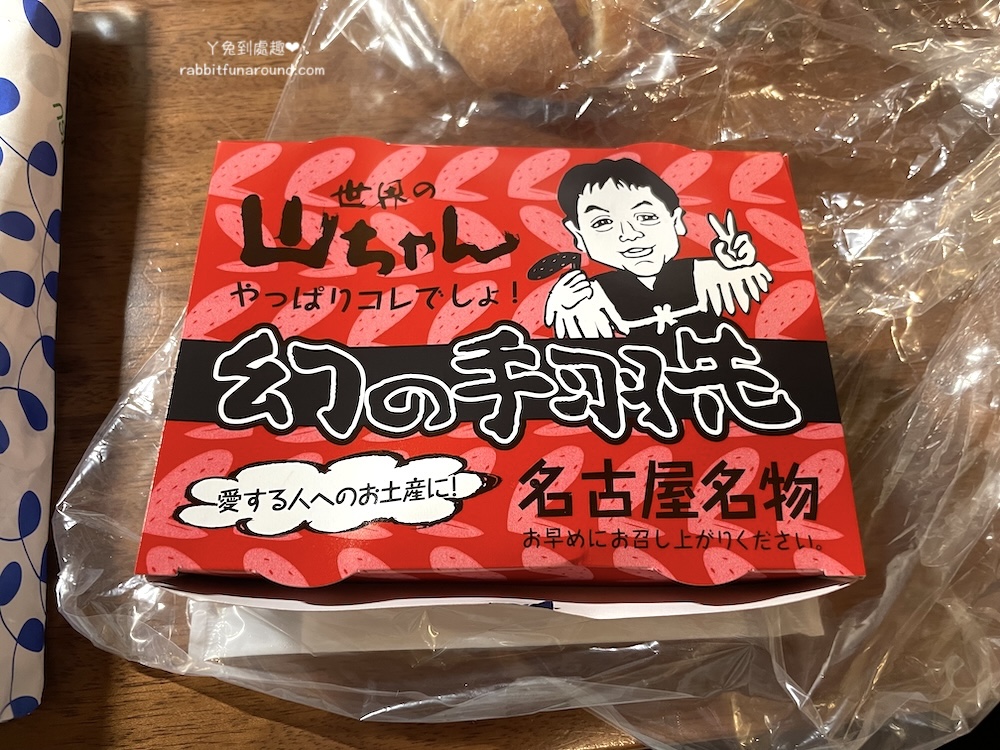 丫兔到處趣❤.
rabbitfunaround.com
世界の
山ちゃん
やっぱりコレでしょ!
幻の手羽先
愛する人へのお土産に!
名古屋名物
お早めにお召し上がりください。